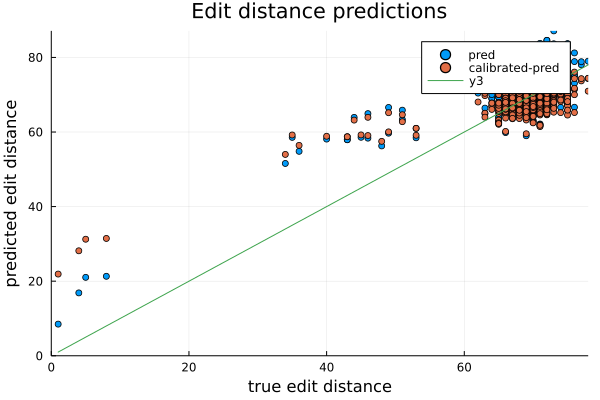 Edit distance predictions
80
60
40
20
0
0 20 40 60
predicted edit distance
true edit distance
pred
calibrated-pred
y3